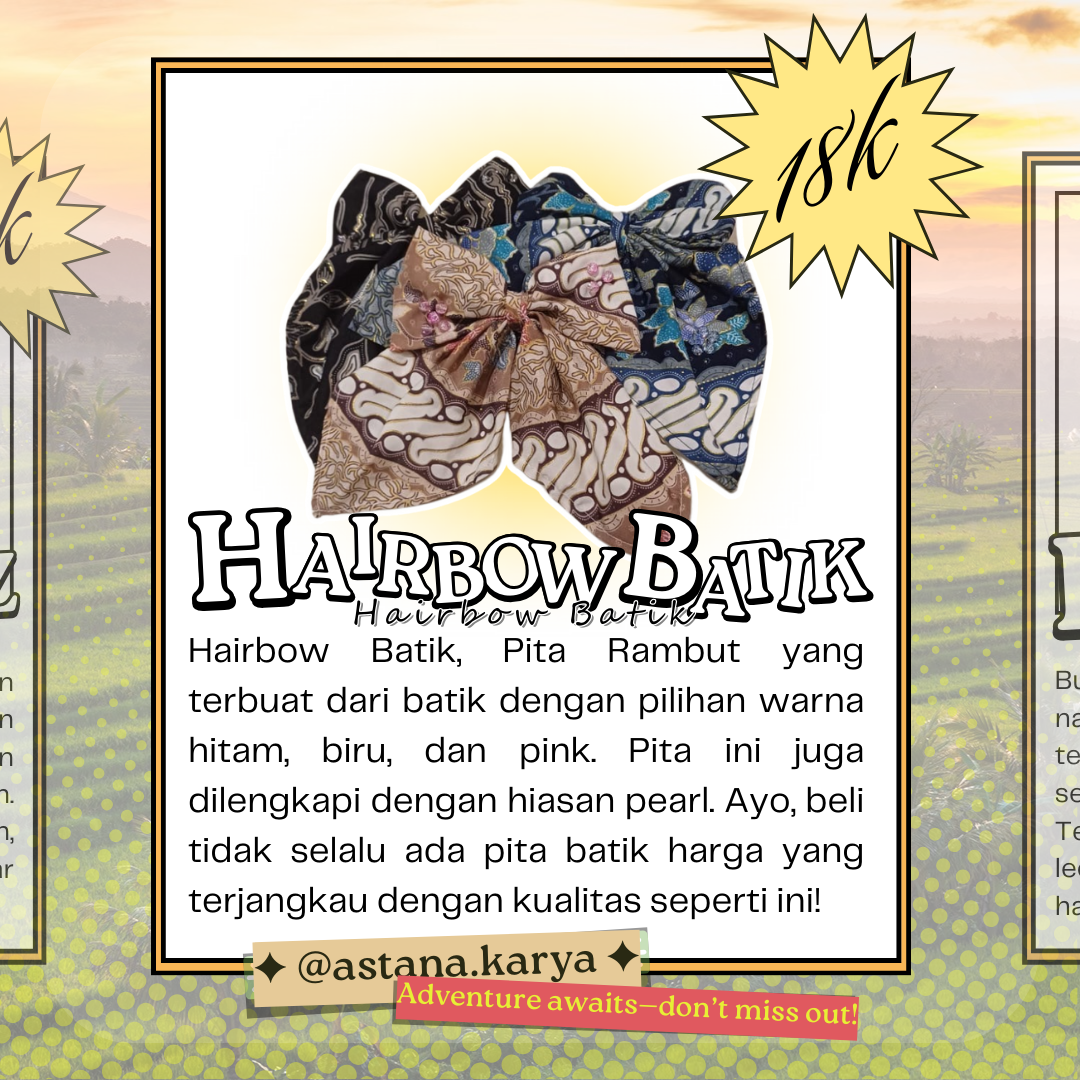 18k
k
HAIRBOW BATIK
Hairbow Batik
Hairbow Batik, Pita Rambut yang
terbuat dari batik dengan pilihan warna
hitam, biru, dan pink. Pita ini juga
dilengkapi dengan hiasan pearl. Ayo, beli
tidak selalu ada pita batik harga yang
terjangkau dengan kualitas seperti ini!
@astana.karya
Adventure awaits—don't miss out!